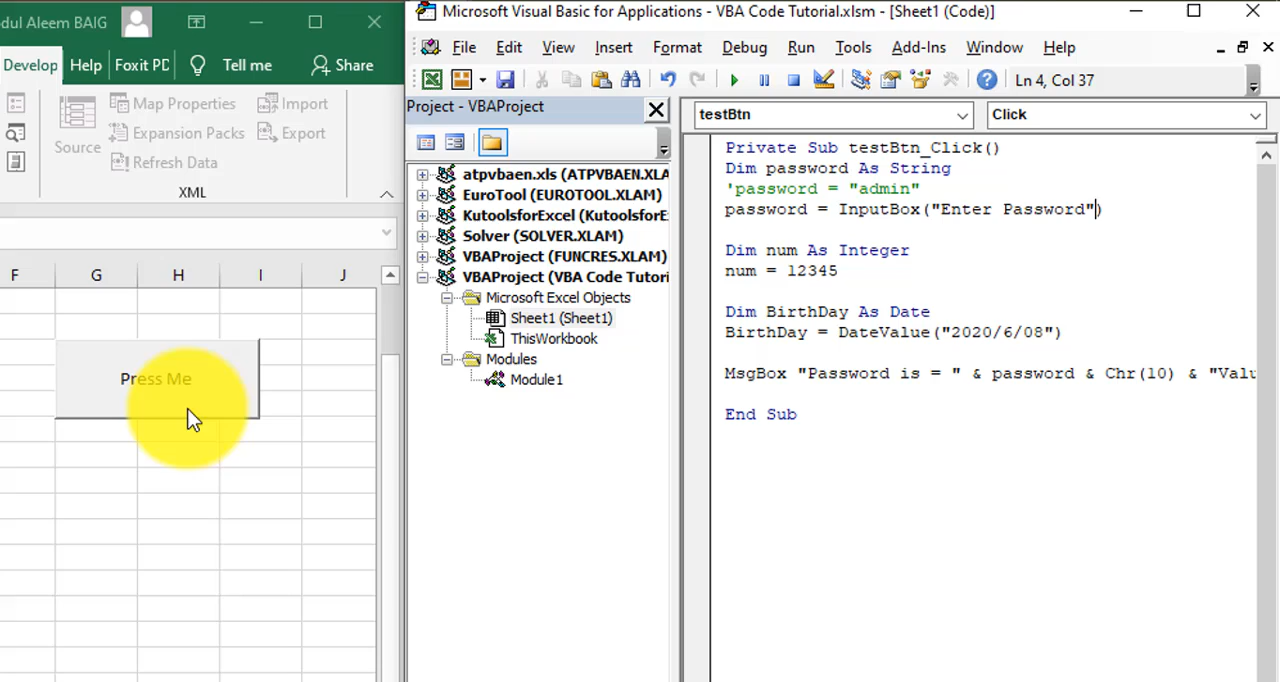 dul Aleem BAIG
Develop Help Foxit PD Tell me Share
Source
Map Properties
Expansion Packs
Refresh Data
Import
Export
XML
F G H I J
Press Me
Microsoft Visual Basic for Applications - VBA Code Tutorial.xlsm - [Sheet1 (Code)]
File Edit View Insert Format Debug Run Tools Add-Ins Window Help
Ln 4, Col 37
Project - VBAProject
atpvbaen.xls (ATPVBAEN.XLA
EuroTool (EUROTOOL.XLAM)
KutoolsforExcel (KutoolsforE
Solver (SOLVER.XLAM)
VBAProject (FUNCRES.XLAM)
VBAProject (VBA Code Tutori
Microsoft Excel Objects
Sheet1 (Sheet1)
ThisWorkbook
Modules
Module1
testBtn Click
Private Sub testBtn_Click()
Dim password As String
'password = "admin"
password = InputBox("Enter Password")
Dim num As Integer
num = 12345
Dim BirthDay As Date
BirthDay = DateValue("2020/6/08")
MsgBox "Password is = " & password & Chr(10) & "Valu
End Sub